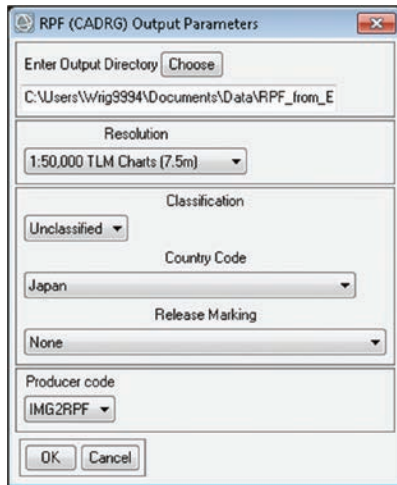 RPF (CADRG) Output Parameters
Enter Output Directory Choose
C:\Users\Wrig9994\Documents\Data\RPF_from_E
Resolution
1:50,000 TLM Charts (7.5m)
Classification
Unclassified
Country Code
Japan
Release Marking
None
Producer code
IMG2RPF
OK Cancel